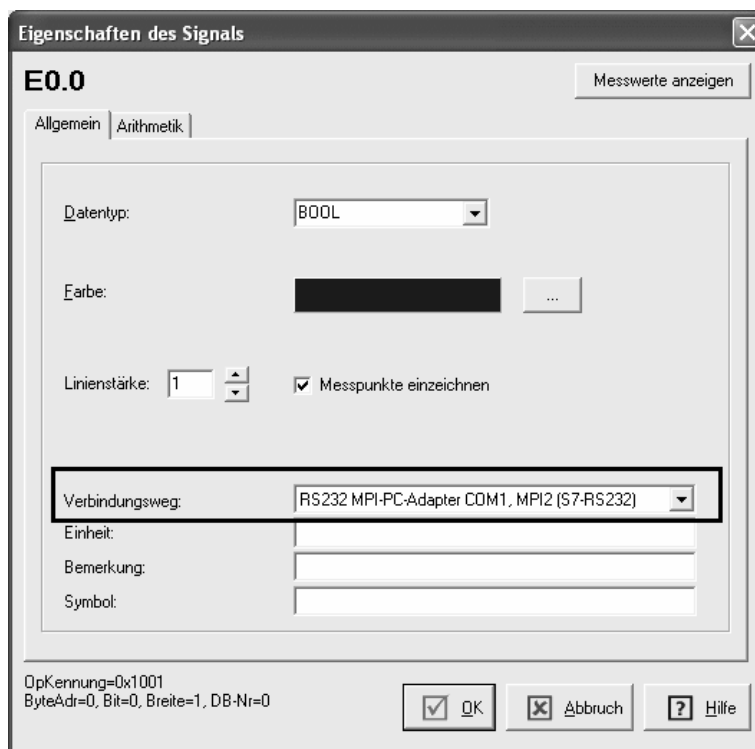 Eigenschaften des Signals
E0.0
Messwerte anzeigen
Allgemein Arithmetik
Datentyp: BOOL
Farbe: ...
Linienstärke: 1 Messpunkte einzeichnen
Verbindungsweg: RS232 MPI-PC-Adapter COM1, MPI2 (S7-RS232)
Einheit:
Bemerkung:
Symbol:
OpKennung=0x1001
ByteAdr=0, Bit=0, Breite=1, DB-Nr=0
OK Abbruch ? Hilfe